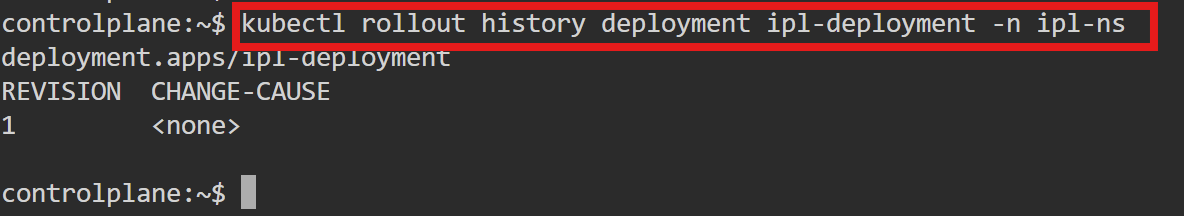 controlplane:~$ kubectl rollout history deployment ipl-deployment -n ipl-ns
deployment.apps/ipl-deployment
REVISION  CHANGE-CAUSE
1         <none>
controlplane:~$